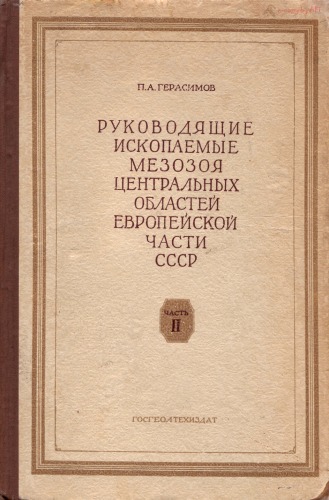 П.А.ГЕРАСИМОВ
РУКОВОДЯЩИЕ
ИСКОПАЕМЫЕ
МЕЗОЗОЯ
ЦЕНТРАЛЬНЫХ
ОБЛАСТЕЙ
ЕВРОПЕЙСКОЙ
ЧАСТИ
СССР
ЧАСТЬ
II
ГОСГЕОЛТЕХИЗДАТ